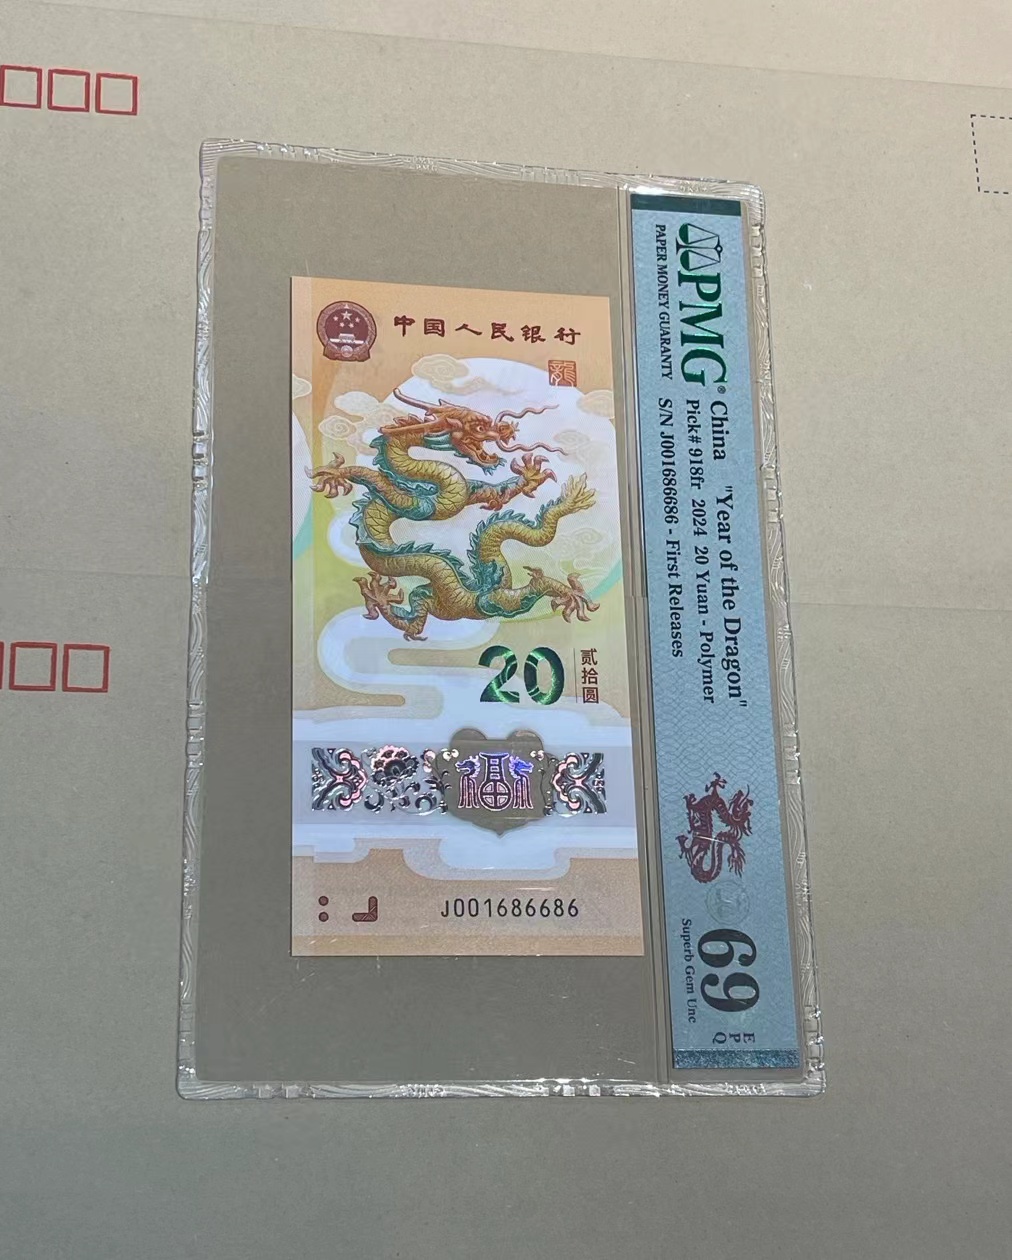 中国人民银行
龍
20
贰拾圆
J001686686
PMG®
PAPER MONEY GUARANTY
China "Year of the Dragon"
Pick# 918fr 2024 20 Yuan - Polymer
S/N J001686686 - First Releases
69
Superb Gem Unc
E
P
Q